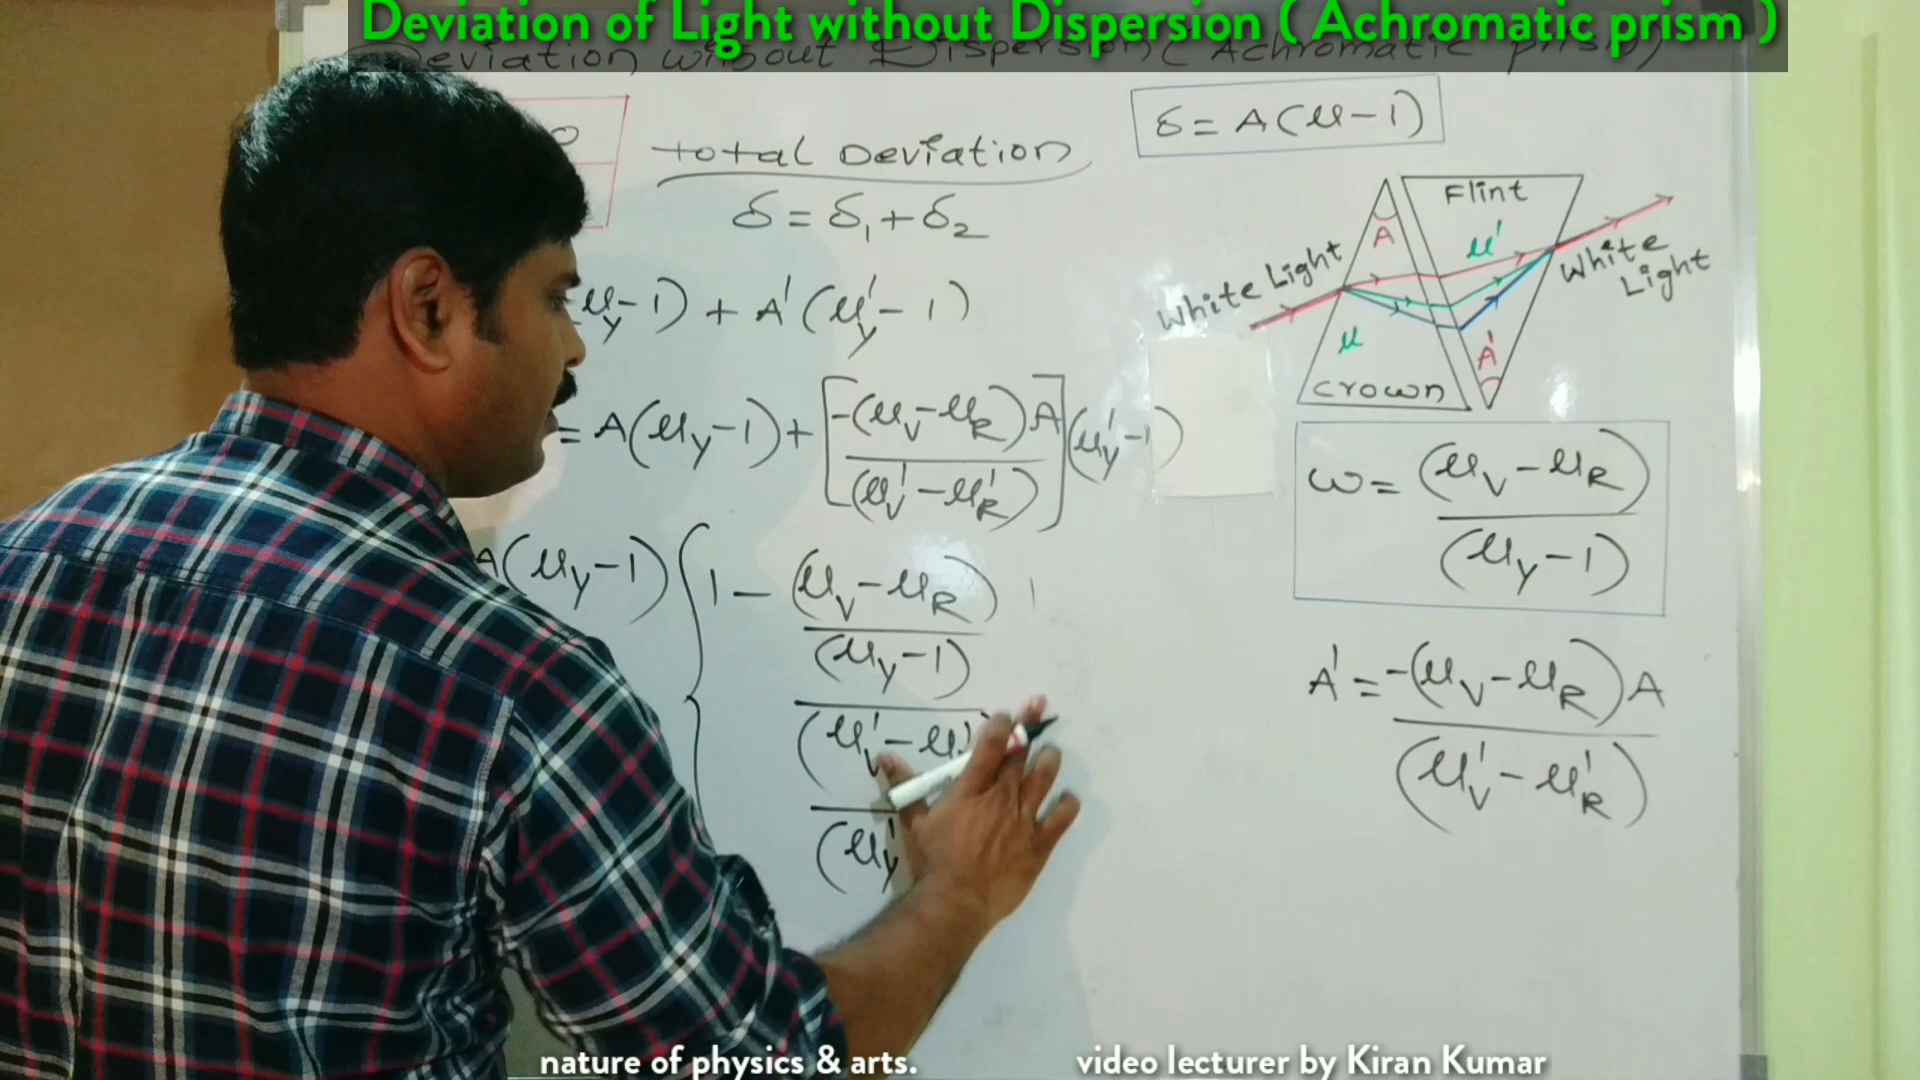 Deviation of Light without Dispersion ( Achromatic prism )
Deviation without Dispersion ( Achromatic prism )
0
total Deviation
δ = δ₁ + δ₂
δ = A(μ-1)
Flint
A
μ'
White Light
White
Light
μ
A'
crown
μy-1) + A'(μ'y - 1)
= A(μy-1) + [-(μv-μR)A/(μ'v-μ'R)](μ'y-1)
A(μy-1){1 - (μv-μR)
(μy-1)
(μ'v - μ'
(μ'y
ω = (μv-μR)
(μy-1)
A' = -(μv-μR)A
(μ'v-μ'R)
nature of physics & arts.
video lecturer by Kiran Kumar